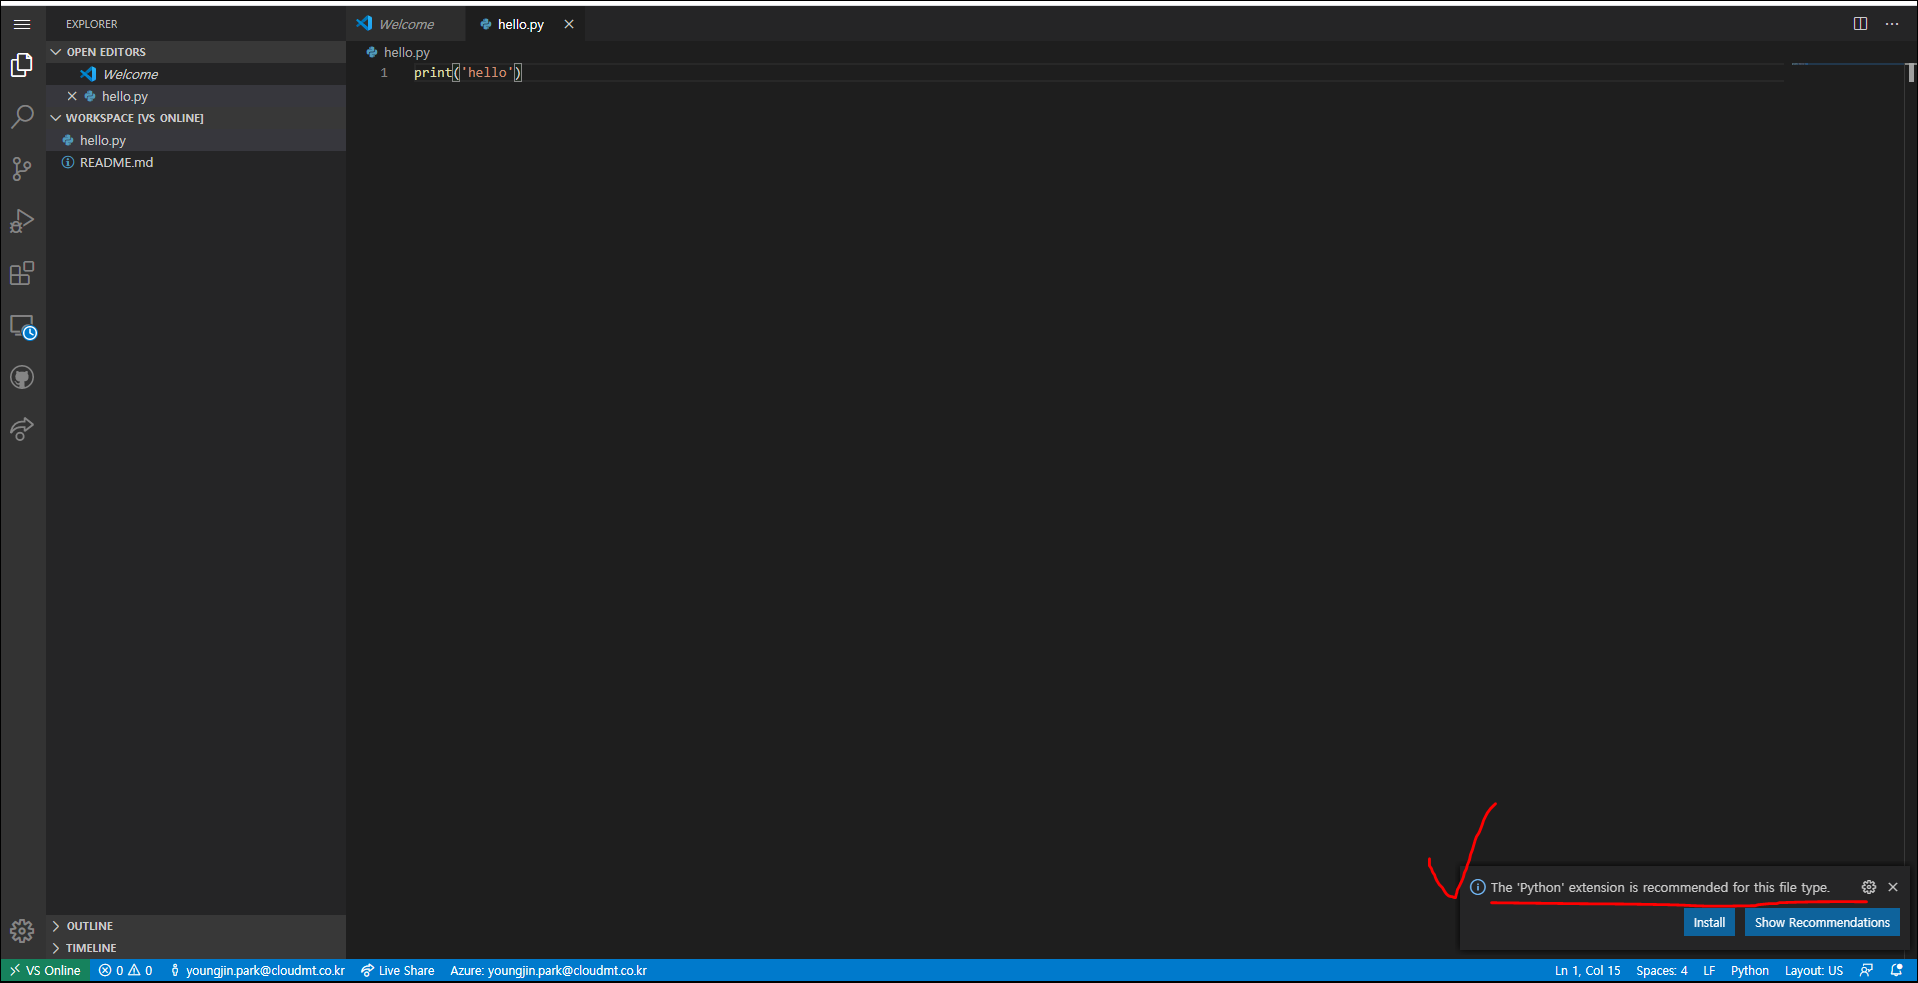 EXPLORER
OPEN EDITORS
Welcome
hello.py
WORKSPACE [VS ONLINE]
hello.py
README.md
OUTLINE
TIMELINE
Welcome
hello.py
hello.py
1 print('hello')
The 'Python' extension is recommended for this file type.
Install
Show Recommendations
VS Online 0 0 youngjin.park@cloudmt.co.kr Live Share Azure: youngjin.park@cloudmt.co.kr Ln 1, Col 15 Spaces: 4 LF Python Layout: US